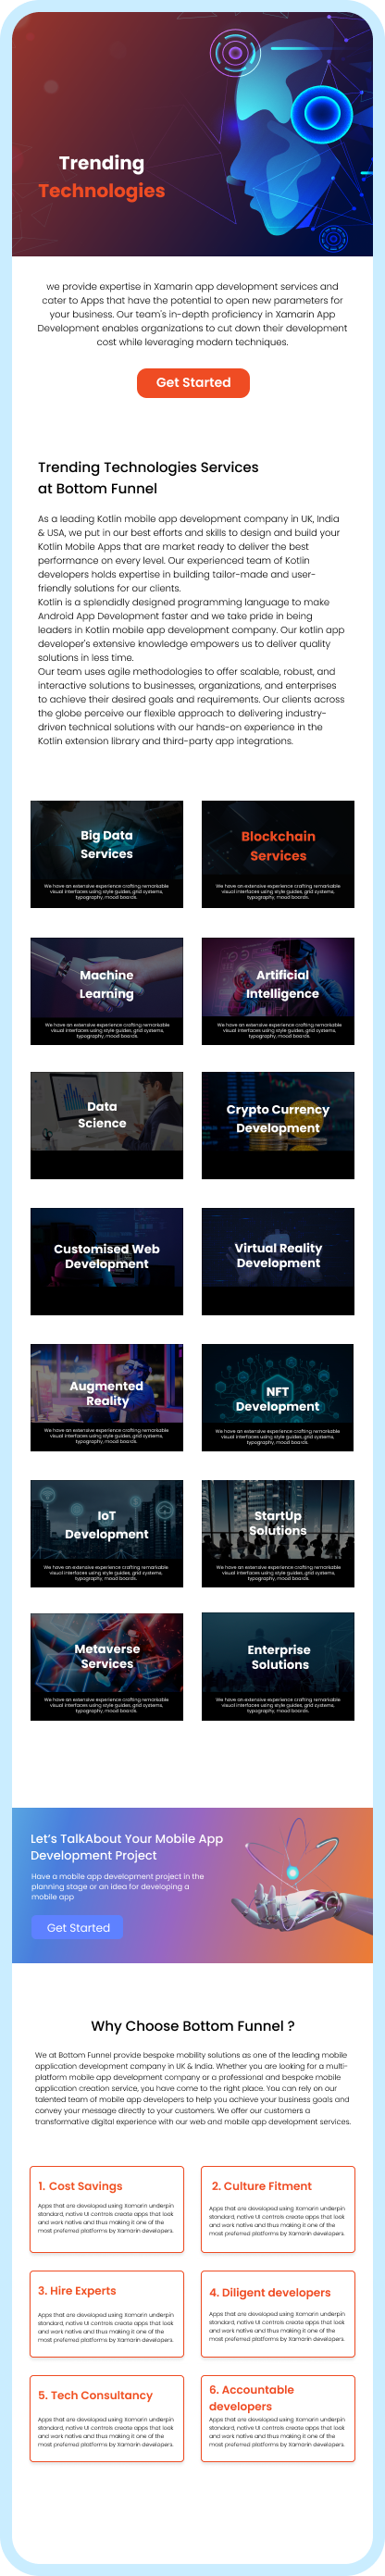 Trending
Technologies
we provide expertise in Xamarin app development services and
cater to Apps that have the potential to open new parameters for
your business. Our team's in-depth proficiency in Xamarin App
Development enables organizations to cut down their development
cost while leveraging modern techniques.
Get Started
Trending Technologies Services
at Bottom Funnel
As a leading Kotlin mobile app development company in UK, India
& USA, we put in our best efforts and skills to design and build your
Kotlin Mobile Apps that are market ready to deliver the best
performance on every level. Our experienced team of Kotlin
developers holds expertise in building tailor-made and user-
friendly solutions for our clients.
Kotlin is a splendidly designed programming language to make
Android App Development faster and we take pride in being
leaders in Kotlin mobile app development company. Our kotlin app
developer's extensive knowledge empowers us to deliver quality
solutions in less time.
Our team uses agile methodologies to offer scalable, robust, and
interactive solutions to businesses, organizations, and enterprises
to achieve their desired goals and requirements. Our clients across
the globe perceive our flexible approach to delivering industry-
driven technical solutions with our hands-on experience in the
Kotlin extension library and third-party app integrations.
Big Data
Services
We have an extensive experience crafting remarkable
visual interfaces using style guides, grid systems,
typography, mood boards.
Blockchain
Services
We have an extensive experience crafting remarkable
visual interfaces using style guides, grid systems,
typography, mood boards.
Machine
Learning
We have an extensive experience crafting remarkable
visual interfaces using style guides, grid systems,
typography, mood boards.
Artificial
Intelligence
We have an extensive experience crafting remarkable
visual interfaces using style guides, grid systems,
typography, mood boards.
Data
Science
Crypto Currency
Development
Customised Web
Development
Virtual Reality
Development
Augmented
Reality
We have an extensive experience crafting remarkable
visual interfaces using style guides, grid systems,
typography, mood boards.
NFT
Development
We have an extensive experience crafting remarkable
visual interfaces using style guides, grid systems,
typography, mood boards.
IoT
Development
We have an extensive experience crafting remarkable
visual interfaces using style guides, grid systems,
typography, mood boards.
StartUp
Solutions
We have an extensive experience crafting remarkable
visual interfaces using style guides, grid systems,
typography, mood boards.
Metaverse
Services
We have an extensive experience crafting remarkable
visual interfaces using style guides, grid systems,
typography, mood boards.
Enterprise
Solutions
We have an extensive experience crafting remarkable
visual interfaces using style guides, grid systems,
typography, mood boards.
Let's TalkAbout Your Mobile App
Development Project
Have a mobile app development project in the
planning stage or an idea for developing a
mobile app
Get Started
Why Choose Bottom Funnel ?
We at Bottom Funnel provide bespoke mobility solutions as one of the leading mobile
application development company in UK & India. Whether you are looking for a multi-
platform mobile app development company or a professional and bespoke mobile
application creation service, you have come to the right place. You can rely on our
talented team of mobile app developers to help you achieve your business goals and
convey your message directly to your customers. We offer our customers a
transformative digital experience with our web and mobile app development services.
1. Cost Savings
Apps that are developed using Xamarin underpin
standard, native UI controls create apps that look
and work native and thus making it one of the
most preferred platforms by Xamarin developers.
2. Culture Fitment
Apps that are developed using Xamarin underpin
standard, native UI controls create apps that look
and work native and thus making it one of the
most preferred platforms by Xamarin developers.
3. Hire Experts
Apps that are developed using Xamarin underpin
standard, native UI controls create apps that look
and work native and thus making it one of the
most preferred platforms by Xamarin developers.
4. Diligent developers
Apps that are developed using Xamarin underpin
standard, native UI controls create apps that look
and work native and thus making it one of the
most preferred platforms by Xamarin developers.
5. Tech Consultancy
Apps that are developed using Xamarin underpin
standard, native UI controls create apps that look
and work native and thus making it one of the
most preferred platforms by Xamarin developers.
6. Accountable
developers
Apps that are developed using Xamarin underpin
standard, native UI controls create apps that look
and work native and thus making it one of the
most preferred platforms by Xamarin developers.